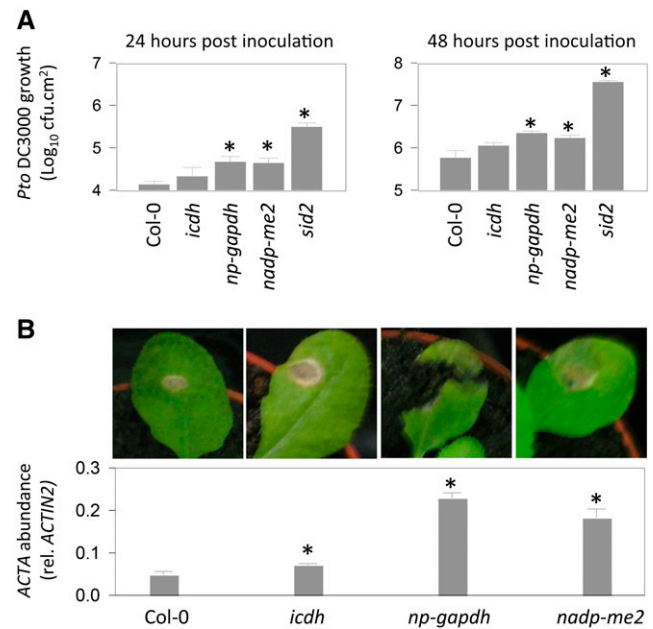 A
24 hours post inoculation
48 hours post inoculation
Pto DC3000 growth
(Log10 cfu.cm2)
7
6
5
4
8
7
6
5
*
*
*
*
*
*
Col-0
icdh
np-gapdh
nadp-me2
sid2
Col-0
icdh
np-gapdh
nadp-me2
sid2
B
ACTA abundance
(rel. ACTIN2)
0.3
0.2
0.1
0.0
*
*
*
Col-0
icdh
np-gapdh
nadp-me2